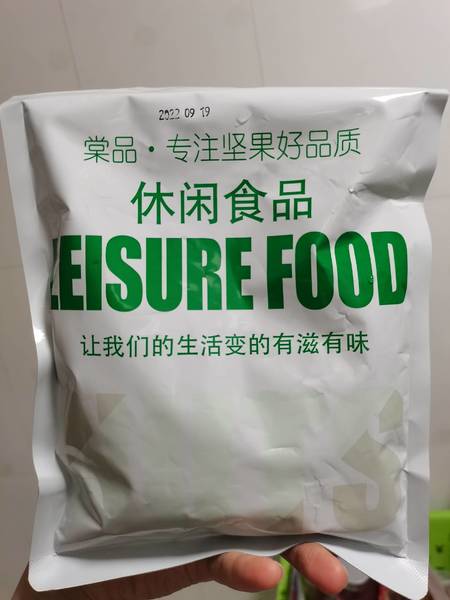 2022 09 19
棠品·专注坚果好品质
休闲食品
LEISURE FOOD
让我们的生活变的有滋有味